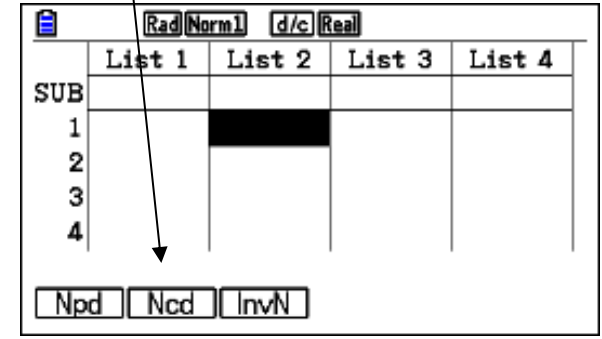 Rad Norm1 d/c Real
List 1 List 2 List 3 List 4
SUB
1
2
3
4
Npd Ncd InvN